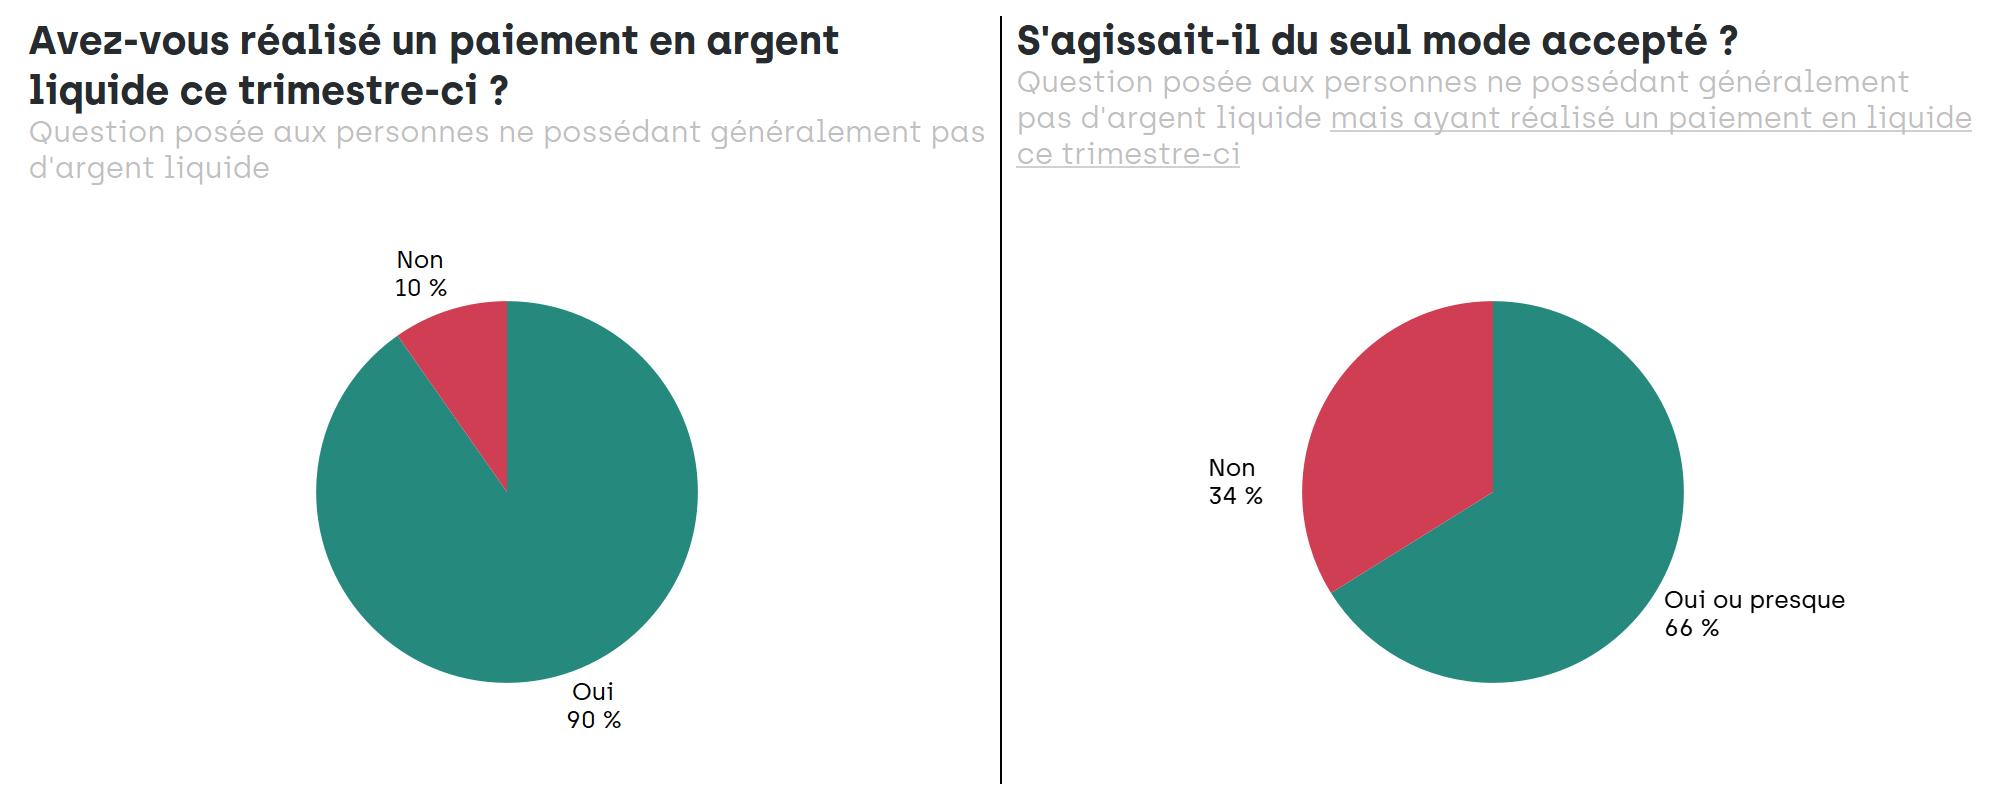 Avez-vous réalisé un paiement en argent
liquide ce trimestre-ci ?
Question posée aux personnes ne possédant généralement pas
d'argent liquide
Non
10 %
Oui
90 %
S'agissait-il du seul mode accepté ?
Question posée aux personnes ne possédant généralement
pas d'argent liquide mais ayant réalisé un paiement en liquide
ce trimestre-ci
Non
34 %
Oui ou presque
66 %